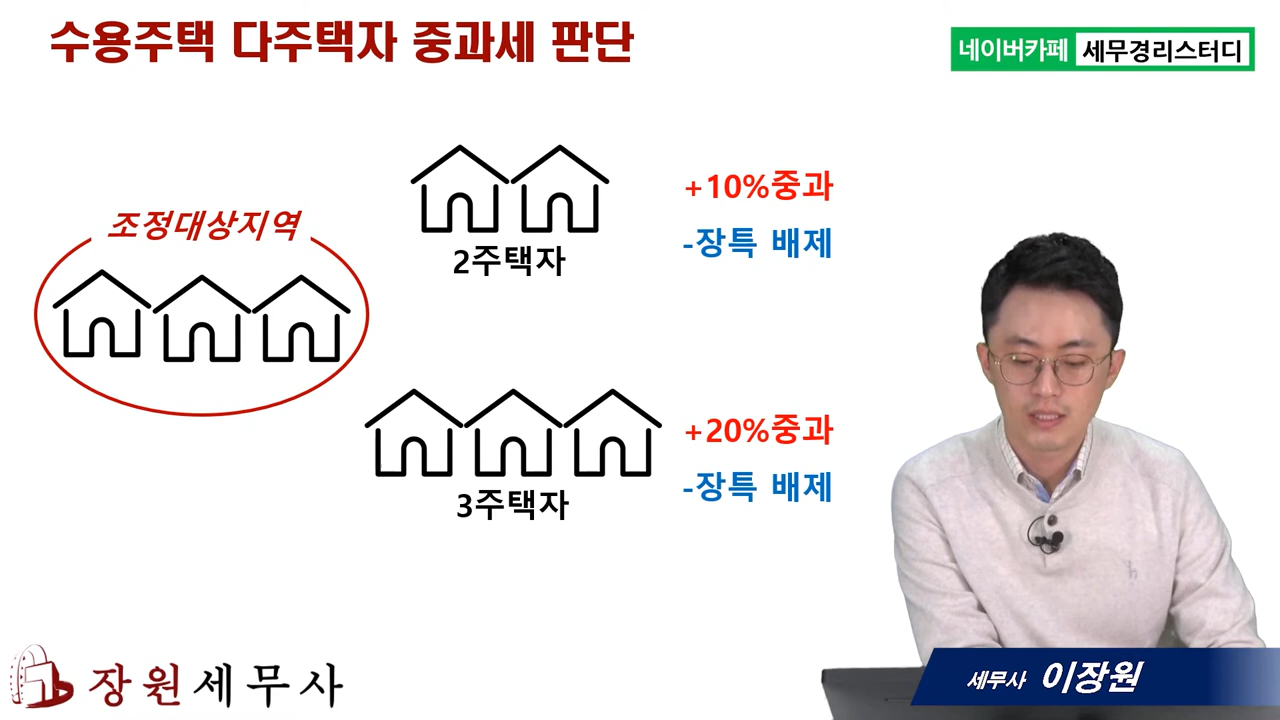 수용주택 다주택자 중과세 판단
네이버카페 세무경리스터디
조정대상지역
2주택자
+10%중과
-장특 배제
3주택자
+20%중과
-장특 배제
장원세무사
세무사 이장원